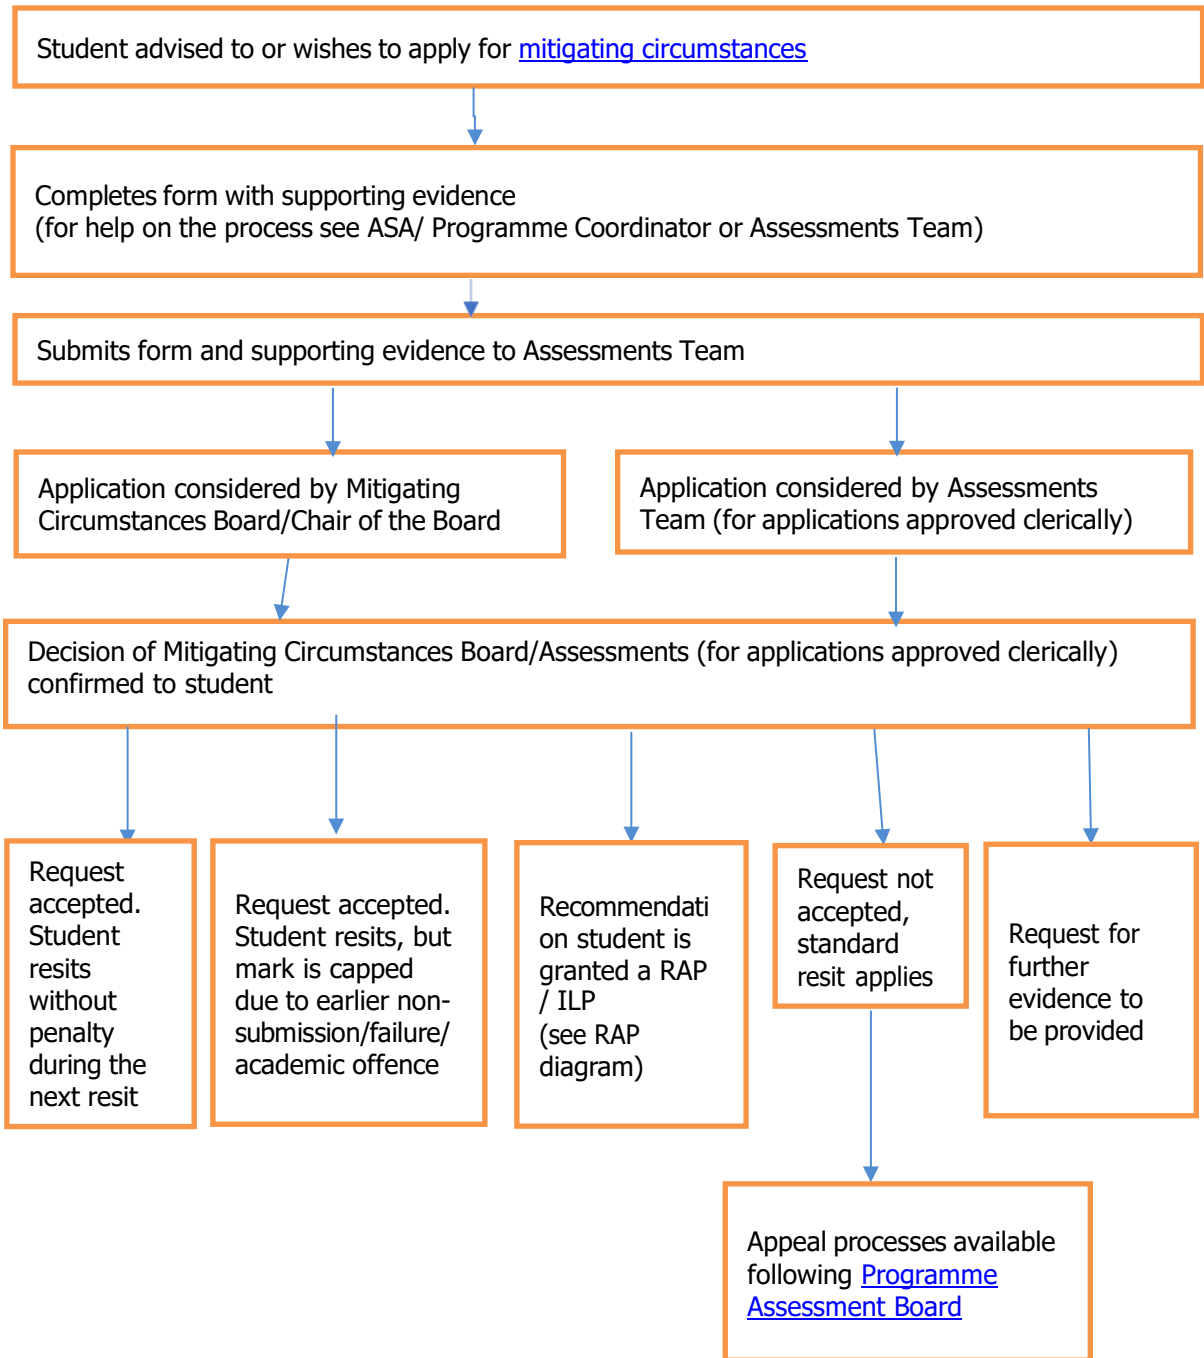 Student advised to or wishes to apply for mitigating circumstances
Completes form with supporting evidence
(for help on the process see ASA/ Programme Coordinator or Assessments Team)
Submits form and supporting evidence to Assessments Team
Application considered by Mitigating
Circumstances Board/Chair of the Board
Application considered by Assessments
Team (for applications approved clerically)
Decision of Mitigating Circumstances Board/Assessments (for applications approved clerically)
confirmed to student
Request
accepted.
Student
resits
without
penalty
during the
next resit
Request accepted.
Student resits, but
mark is capped
due to earlier non-
submission/failure/
academic offence
Recommendati
on student is
granted a RAP
/ ILP
(see RAP
diagram)
Request not
accepted,
standard
resit applies
Request for
further
evidence to
be provided
Appeal processes available
following Programme
Assessment Board